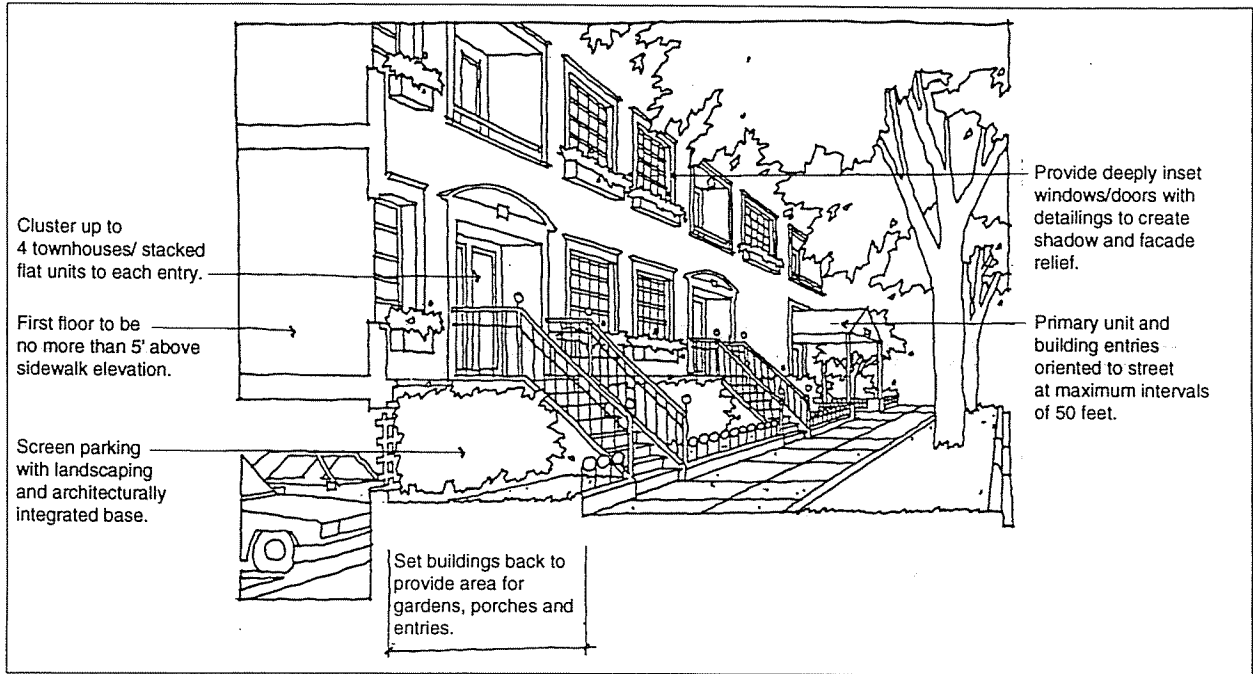 Cluster up to
4 townhouses/ stacked
flat units to each entry.
First floor to be
no more than 5' above
sidewalk elevation.
Screen parking
with landscaping
and architecturally
integrated base.
Set buildings back to
provide area for
gardens, porches and
entries.
Provide deeply inset
windows/doors with
detailings to create
shadow and facade
relief.
Primary unit and
building entries
oriented to street
at maximum intervals
of 50 feet.